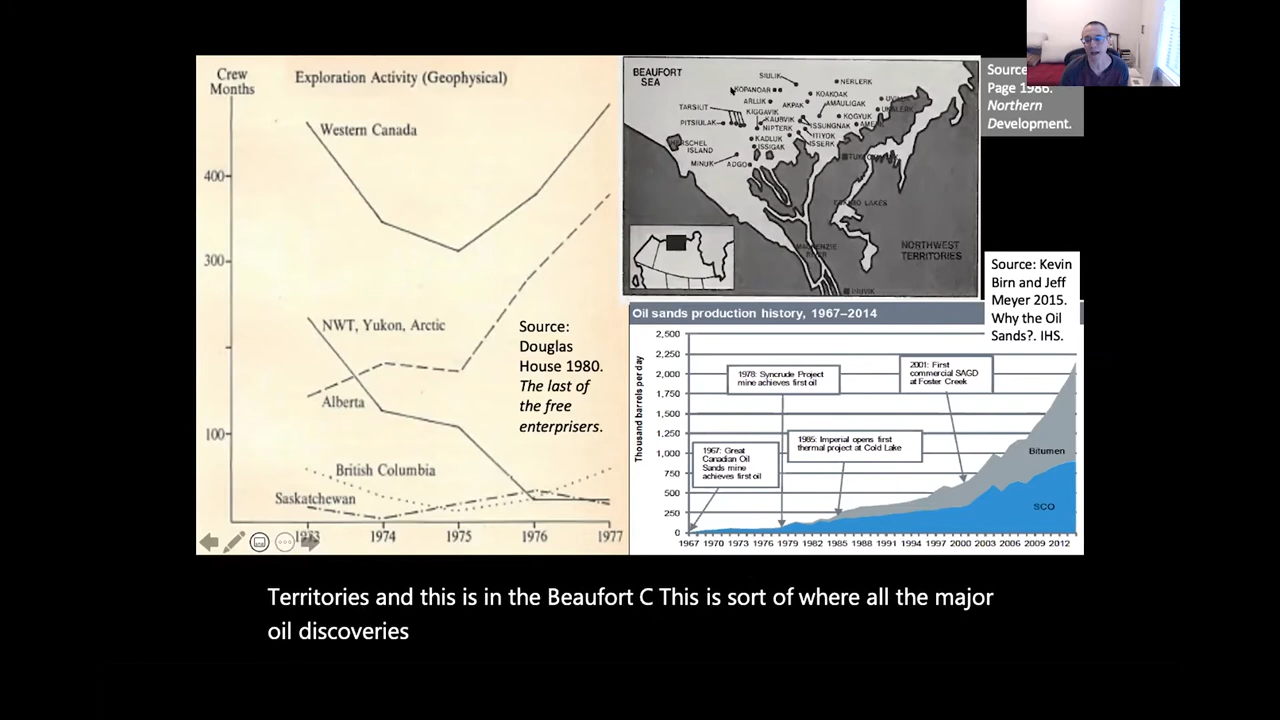 Crew
Months
Exploration Activity (Geophysical)
Western Canada
400
300
NWT, Yukon, Arctic
Alberta
100
British Columbia
Saskatchewan
1973
1974
1975
1976
1977
Source:
Douglas
House 1980.
The last of
the free
enterprisers.
BEAUFORT
SEA
SIULIK
NERLERK
KOPANOAR
KOAKOAK
ARLUK
AKPAK
AMAULIGAK
TARSIUT
KIGGAVIK
KOGYUK
PITSIULAK
KAURVIK
NIPTERK
ISSUNGNAK
ITIYOK
ISSERK
KADLUK
ISSIGAK
HERSCHEL
ISLAND
MINUK
ADGO
LAKES
MACKENZIE
RIVER
NORTHWEST
TERRITORIES
INUVIK
Source
Page 1986.
Northern
Development.
Source: Kevin
Birn and Jeff
Meyer 2015.
Why the Oil
Sands?. IHS.
Oil sands production history, 1967–2014
Thousand barrels per day
2,500
2,250
2,000
1,750
1,500
1,250
1,000
750
500
250
0
1978: Syncrude Project
mine achieves first oil
2001: First
commercial SAGD
at Foster Creek
1985: Imperial opens first
thermal project at Cold Lake
1967: Great
Canadian Oil
Sands mine
achieves first oil
Bitumen
SCO
1967 1970 1973 1976 1979 1982 1985 1988 1991 1994 1997 2000 2003 2006 2009 2012
Territories and this is in the Beaufort C This is sort of where all the major
oil discoveries